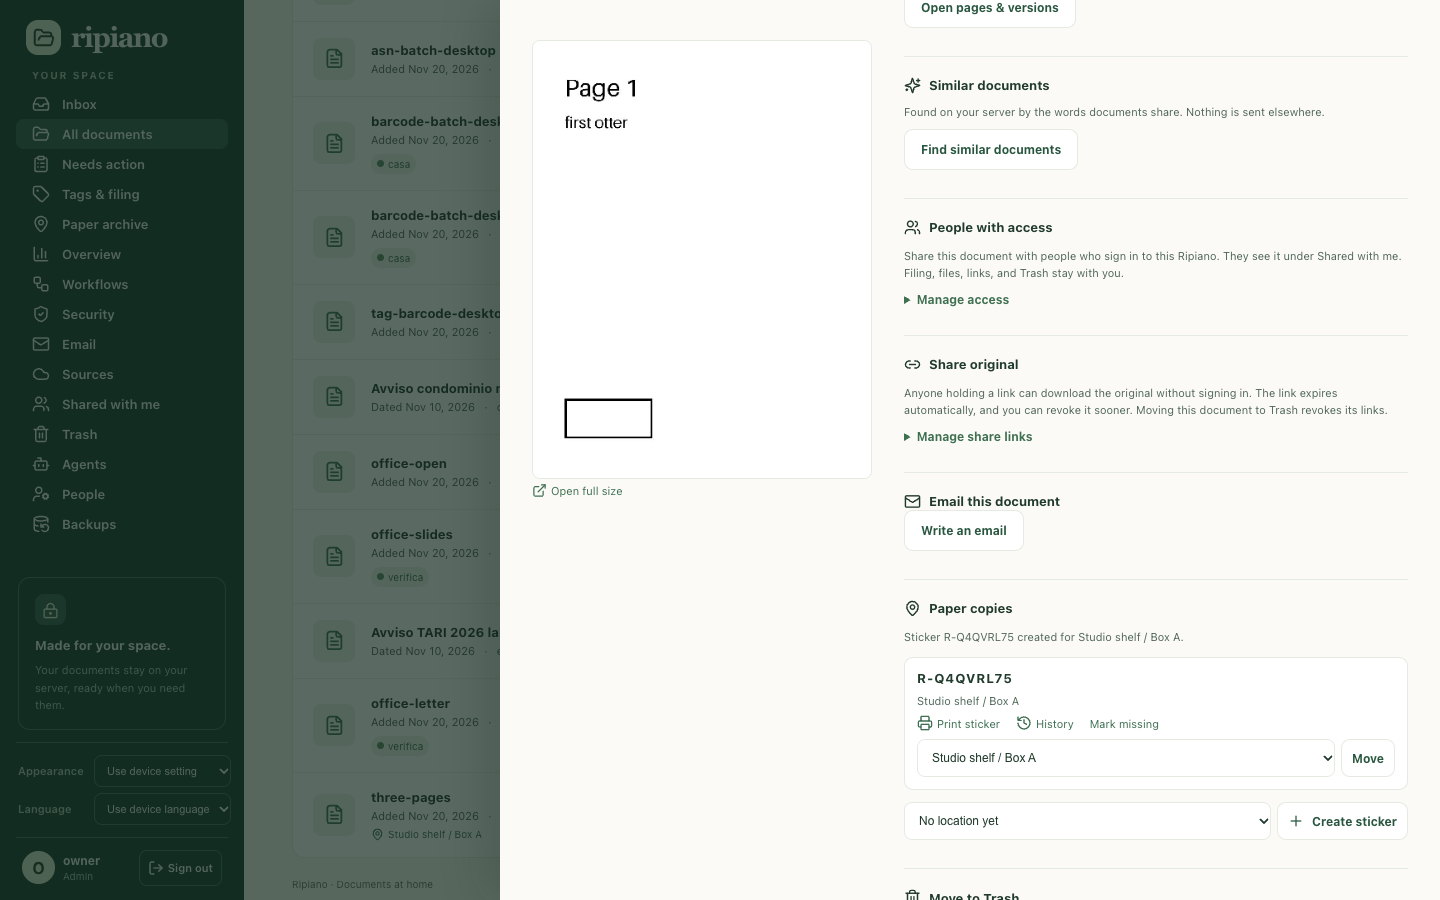 ripiano
YOUR SPACE
Inbox
All documents
Needs action
Tags & filing
Paper archive
Overview
Workflows
Security
Email
Sources
Shared with me
Trash
Agents
People
Backups
Made for your space.
Your documents stay on your
server, ready when you need
them.
Appearance
Use device setting
Language
Use device language
O
owner
Admin
Sign out
asn-batch-desktop
Added Nov 20, 2026 ·
barcode-batch-desk
Added Nov 20, 2026 ·
casa
barcode-batch-desk
Added Nov 20, 2026 ·
casa
tag-barcode-deskto
Added Nov 20, 2026 ·
Avviso condominio
Dated Nov 10, 2026 ·
office-open
Added Nov 20, 2026 ·
office-slides
Added Nov 20, 2026 ·
verifica
Avviso TARI 2026 la
Dated Nov 10, 2026 ·
office-letter
Added Nov 20, 2026 ·
verifica
three-pages
Added Nov 20, 2026 ·
Studio shelf / Box A
Ripiano · Documents at home
Page 1
first otter
Open full size
Open pages & versions
Similar documents
Found on your server by the words documents share. Nothing is sent elsewhere.
Find similar documents
People with access
Share this document with people who sign in to this Ripiano. They see it under Shared with me.
Filing, files, links, and Trash stay with you.
Manage access
Share original
Anyone holding a link can download the original without signing in. The link expires
automatically, and you can revoke it sooner. Moving this document to Trash revokes its links.
Manage share links
Email this document
Write an email
Paper copies
Sticker R-Q4QVRL75 created for Studio shelf / Box A.
R-Q4QVRL75
Studio shelf / Box A
Print sticker
History
Mark missing
Studio shelf / Box A
Move
No location yet
Create sticker
Move to Trash